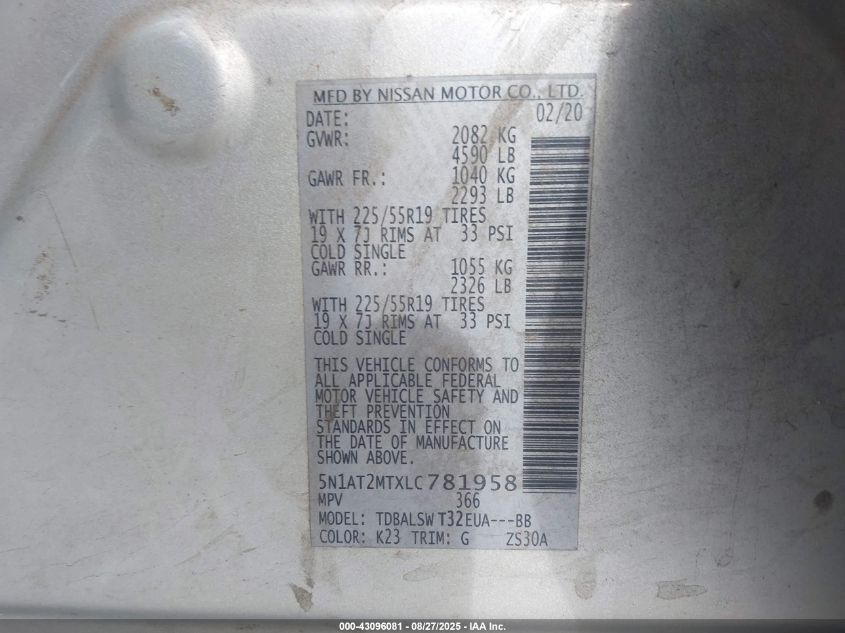 MFD BY NISSAN MOTOR CO., LTD.
DATE: 02/20
GVWR: 2082 KG
4590 LB
GAWR FR.: 1040 KG
2293 LB
WITH 225/55R19 TIRES
19 X 7J RIMS AT 33 PSI
COLD SINGLE
GAWR RR.: 1055 KG
2326 LB
WITH 225/55R19 TIRES
19 X 7J RIMS AT 33 PSI
COLD SINGLE
THIS VEHICLE CONFORMS TO
ALL APPLICABLE FEDERAL
MOTOR VEHICLE SAFETY AND
THEFT PREVENTION
STANDARDS IN EFFECT ON
THE DATE OF MANUFACTURE
SHOWN ABOVE.
5N1AT2MTXLC781958
MPV 366
MODEL: TDBALSW T32EUA---BB
COLOR: K23 TRIM: G ZS30A
000-43096081 - 08/27/2025 - IAA Inc.